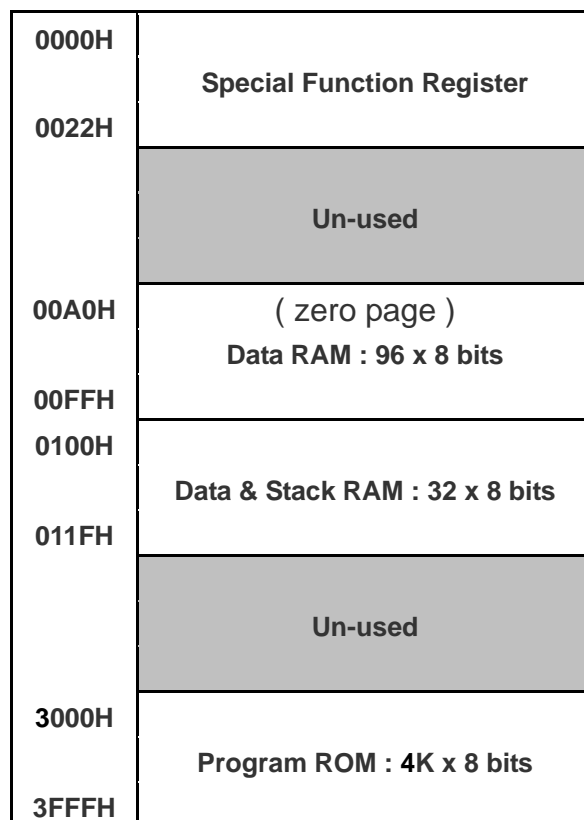 0000H
Special Function Register
0022H
Un-used
00A0H
( zero page )
Data RAM : 96 x 8 bits
00FFH
0100H
Data & Stack RAM : 32 x 8 bits
011FH
Un-used
3000H
Program ROM : 4K x 8 bits
3FFFH